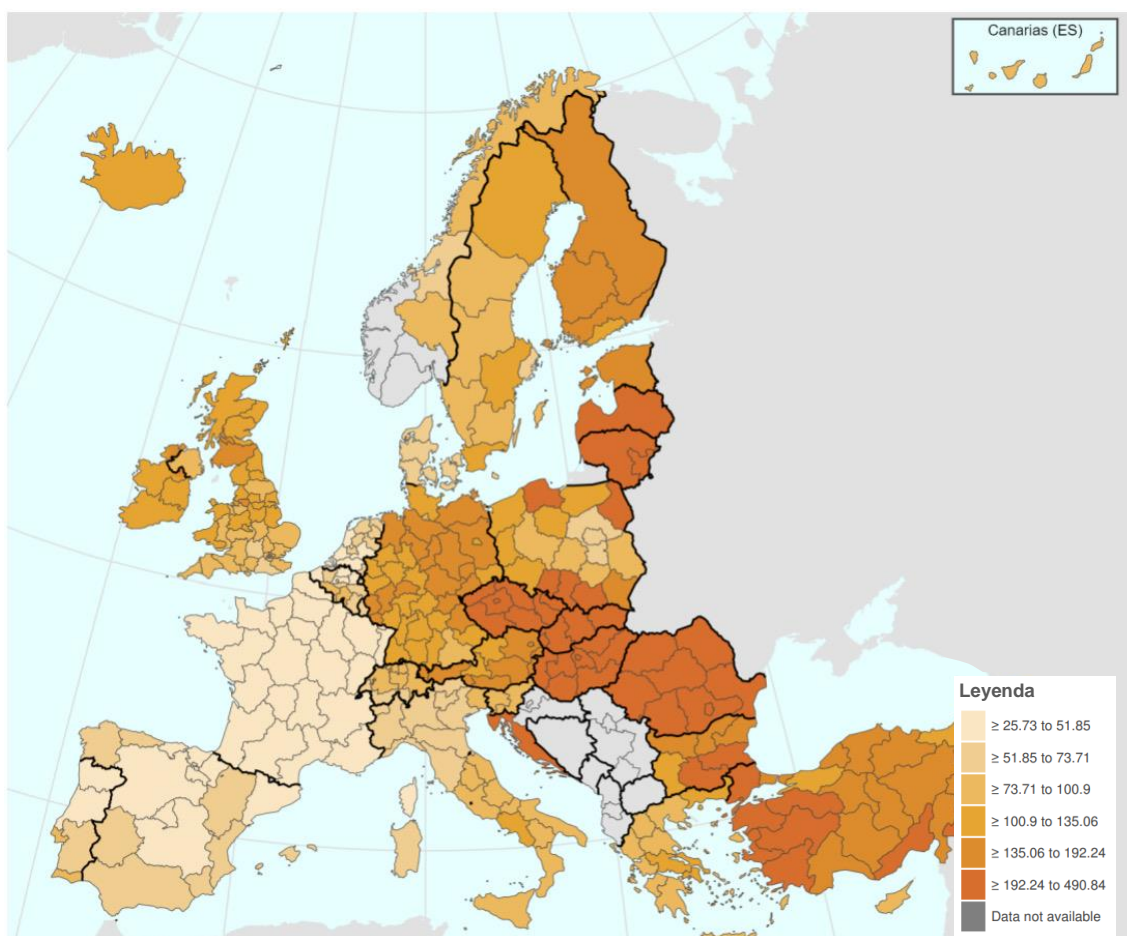 Canarias (ES)
Leyenda
≥ 25.73 to 51.85
≥ 51.85 to 73.71
≥ 73.71 to 100.9
≥ 100.9 to 135.06
≥ 135.06 to 192.24
≥ 192.24 to 490.84
Data not available